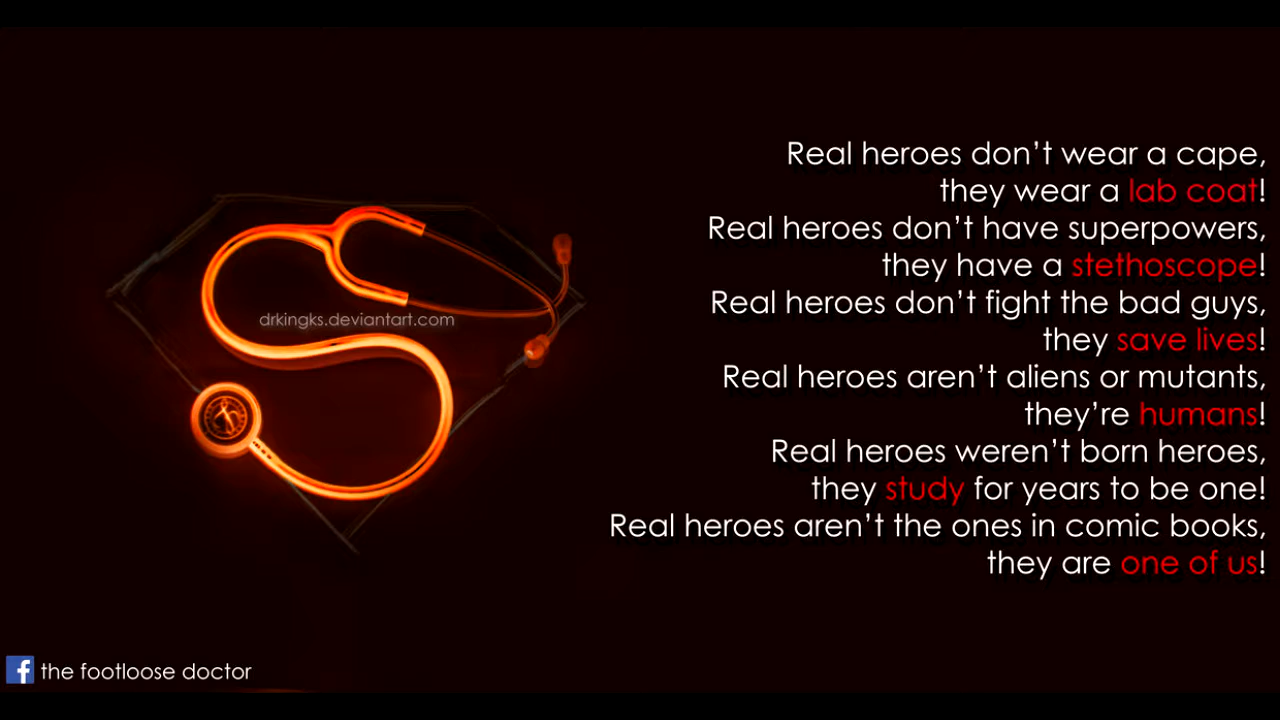 Real heroes don't wear a cape,
they wear a lab coat!
Real heroes don't have superpowers,
they have a stethoscope!
Real heroes don't fight the bad guys,
they save lives!
Real heroes aren't aliens or mutants,
they're humans!
Real heroes weren't born heroes,
they study for years to be one!
Real heroes aren't the ones in comic books,
they are one of us!
drkingks.deviantart.com
f the footloose doctor